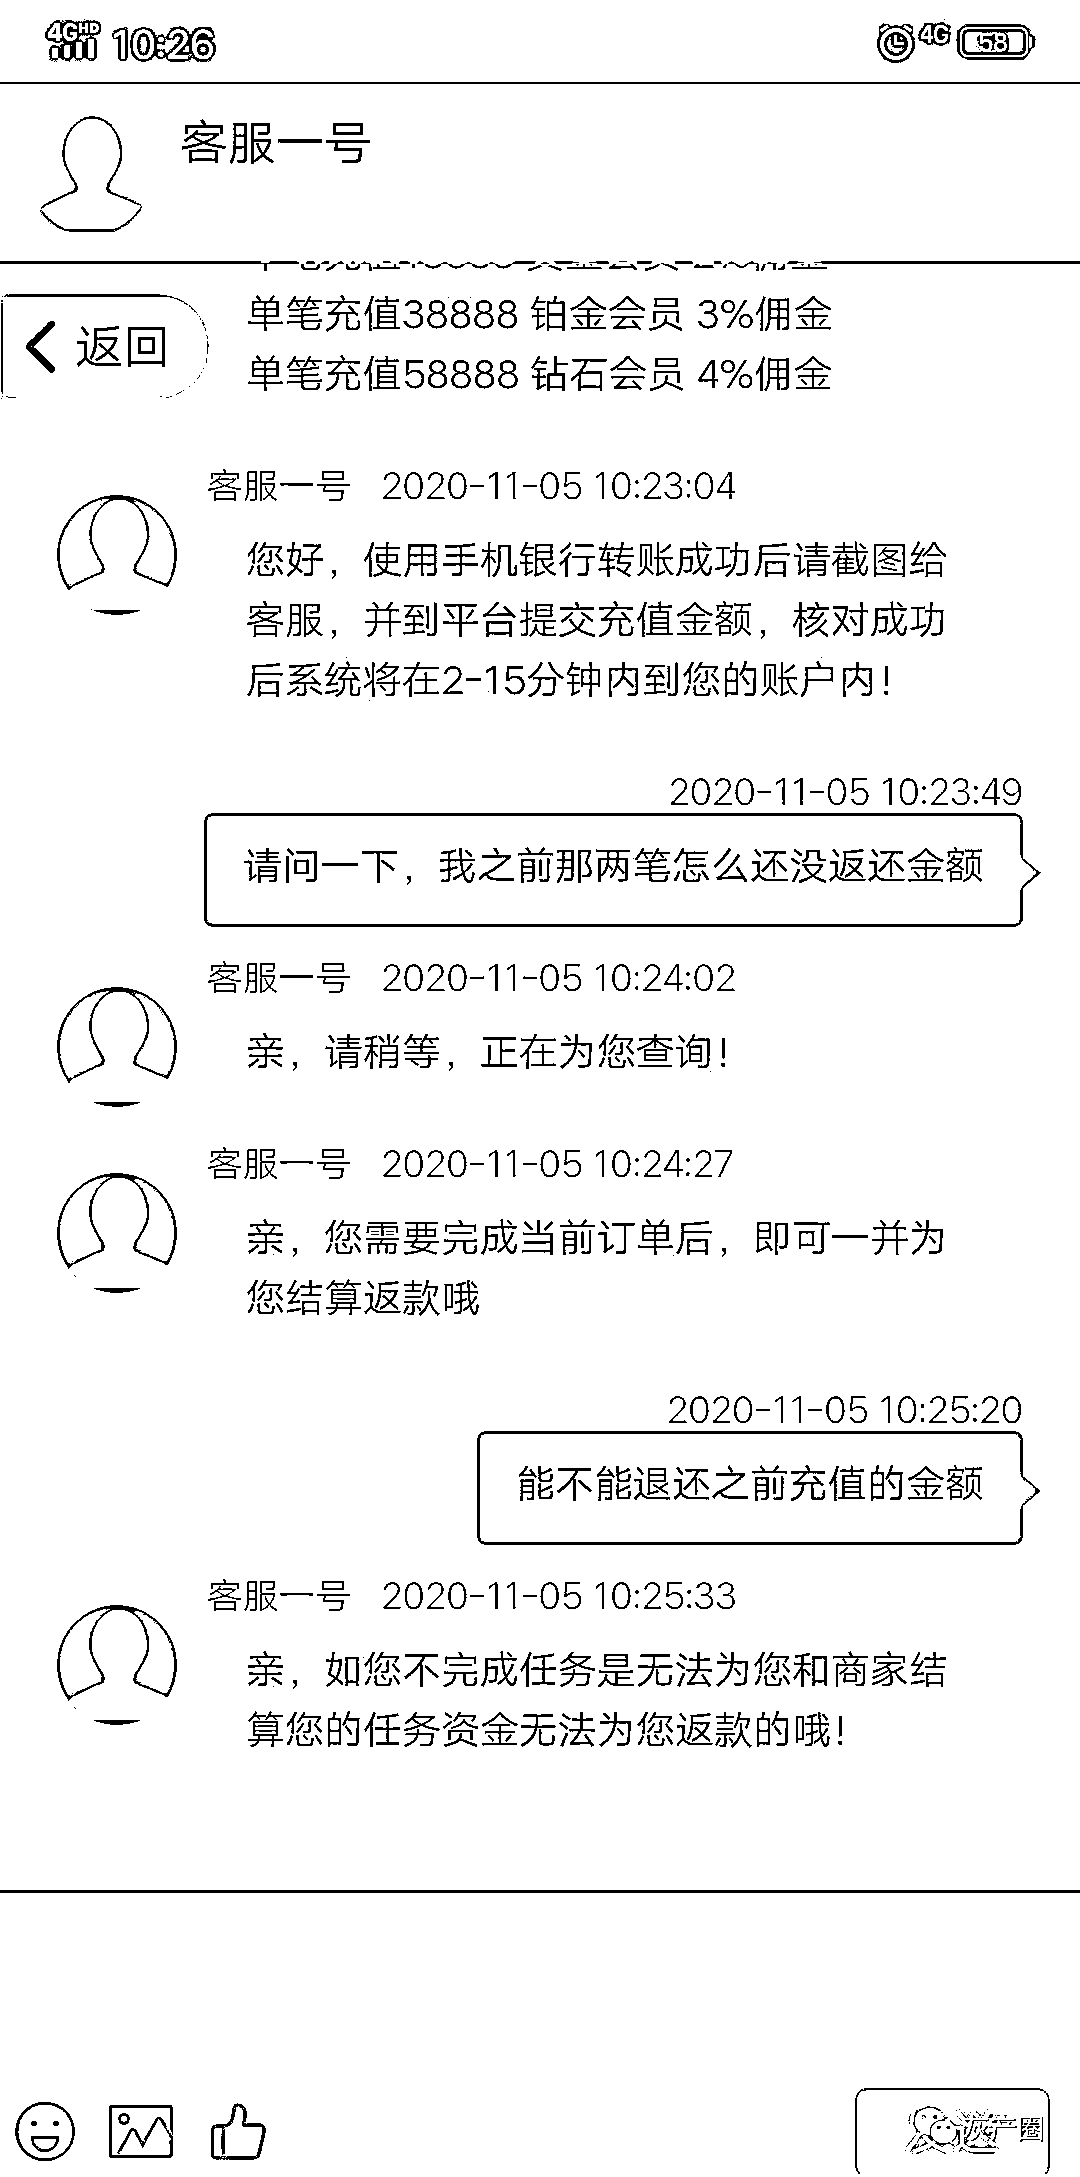 4G HD 10:26 4G 58
客服一号
单笔充值38888 铂金会员 3%佣金
返回
单笔充值58888 钻石会员 4%佣金
客服一号 2020-11-05 10:23:04
您好，使用手机银行转账成功后请截图给
客服，并到平台提交充值金额，核对成功
后系统将在2-15分钟内到您的账户内！
2020-11-05 10:23:49
请问一下，我之前那两笔怎么还没返还金额
客服一号 2020-11-05 10:24:02
亲，请稍等，正在为您查询！
客服一号 2020-11-05 10:24:27
亲，您需要完成当前订单后，即可一并为
您结算返款哦
2020-11-05 10:25:20
能不能退还之前充值的金额
客服一号 2020-11-05 10:25:33
亲，如您不完成任务是无法为您和商家结
算您的任务资金无法为您返款的哦！
灰产圈